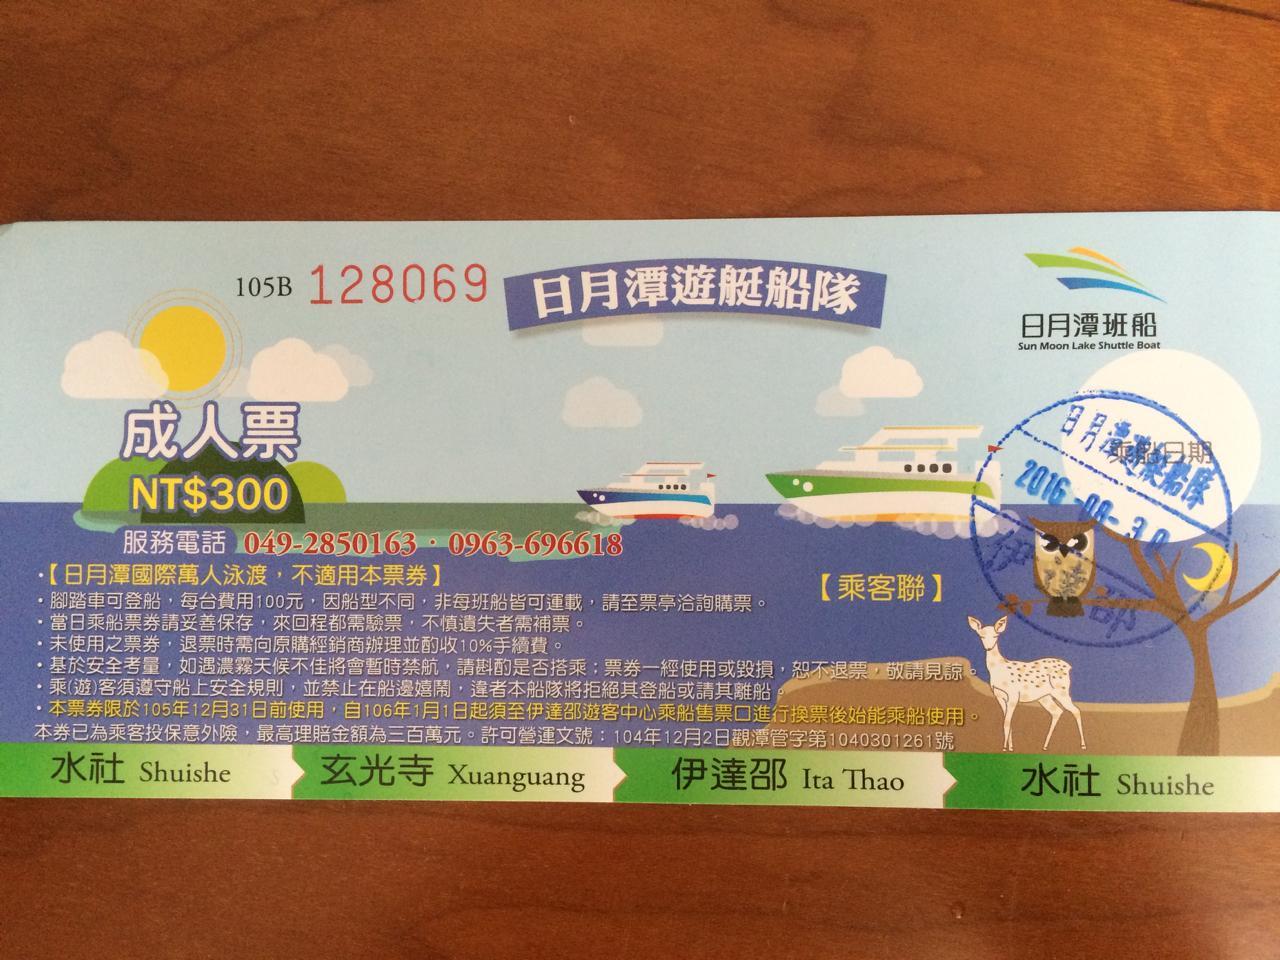 105B 128069
日月潭遊艇船隊
日月潭班船
Sun Moon Lake Shuttle Boat
成人票
NT$300
乘船日期
服務電話 049-2850163 · 0963-696618
【乘客聯】
·【日月潭國際萬人泳渡,不適用本票券】
·腳踏車可登船,每台費用100元,因船型不同,非每班船皆可運載,請至票亭洽詢購票。
·當日乘船票券請妥善保存,來回程都需驗票,不慎遺失者需補票。
·未使用之票券,退票時需向原購經銷商辦理並酌收10%手續費。
·基於安全考量,如遇濃霧天候不佳將會暫時禁航,請斟酌是否搭乘;票券一經使用或毀損,恕不退票,敬請見諒。
·乘(遊)客須遵守船上安全規則,並禁止在船邊嬉鬧,違者本船隊將拒絕其登船或請其離船。
·本票券限於105年12月31日前使用,自106年1月1日起須至伊達邵遊客中心乘船售票口進行換票後始能乘船使用。
本券已為乘客投保意外險,最高理賠金額為三百萬元。許可營運文號:104年12月2日觀潭管字第1040301261號
水社 Shuishe 玄光寺 Xuanguang 伊達邵 Ita Thao 水社 Shuishe